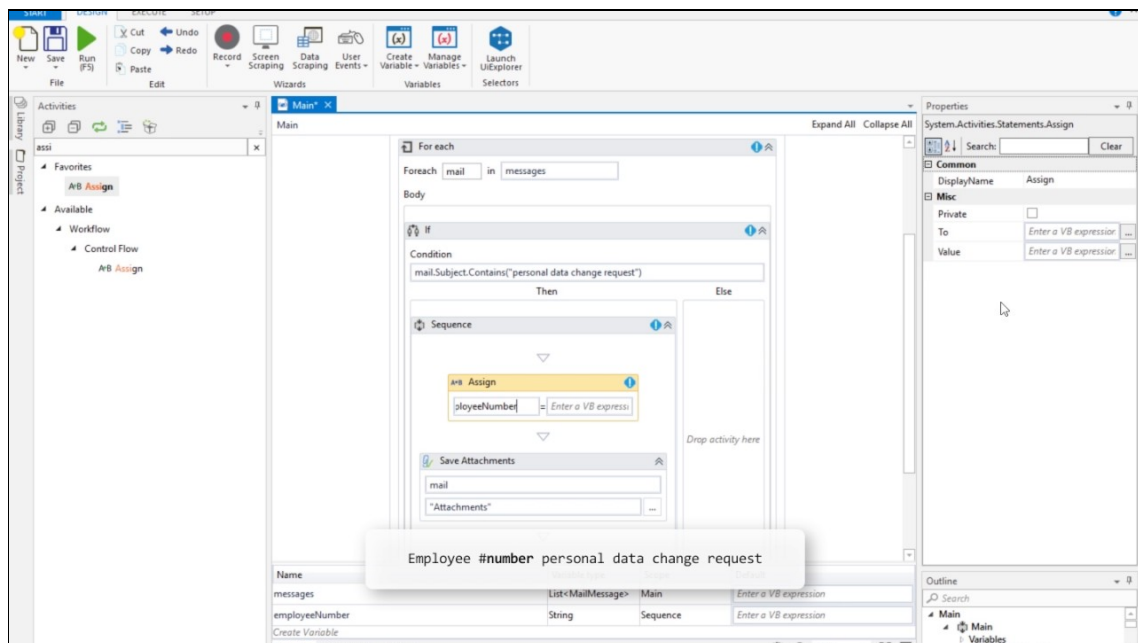 START DESIGN EXECUTE SETUP
New Save Run (F5) Cut Copy Paste Undo Redo Record Screen Scraping Data Scraping User Events Create Variable Manage Variables Launch UiExplorer
File Edit Wizards Variables Selectors
Library
Project
Activities
assi
Favorites
A+B Assign
Available
Workflow
Control Flow
A+B Assign
Main*
Main Expand All Collapse All
For each
Foreach mail in messages
Body
If
Condition
mail.Subject.Contains("personal data change request")
Then Else
Sequence
A+B Assign
ployeeNumber = Enter a VB express
Drop activity here
Save Attachments
mail
"Attachments" ...
Employee #number personal data change request
Name
messages List<MailMessage> Main Enter a VB expression
employeeNumber String Sequence Enter a VB expression
Create Variable
Properties
System.Activities.Statements.Assign
Search: Clear
Common
DisplayName Assign
Misc
Private
To Enter a VB expression ...
Value Enter a VB expression ...
Outline
Search
Main
Main
Variables